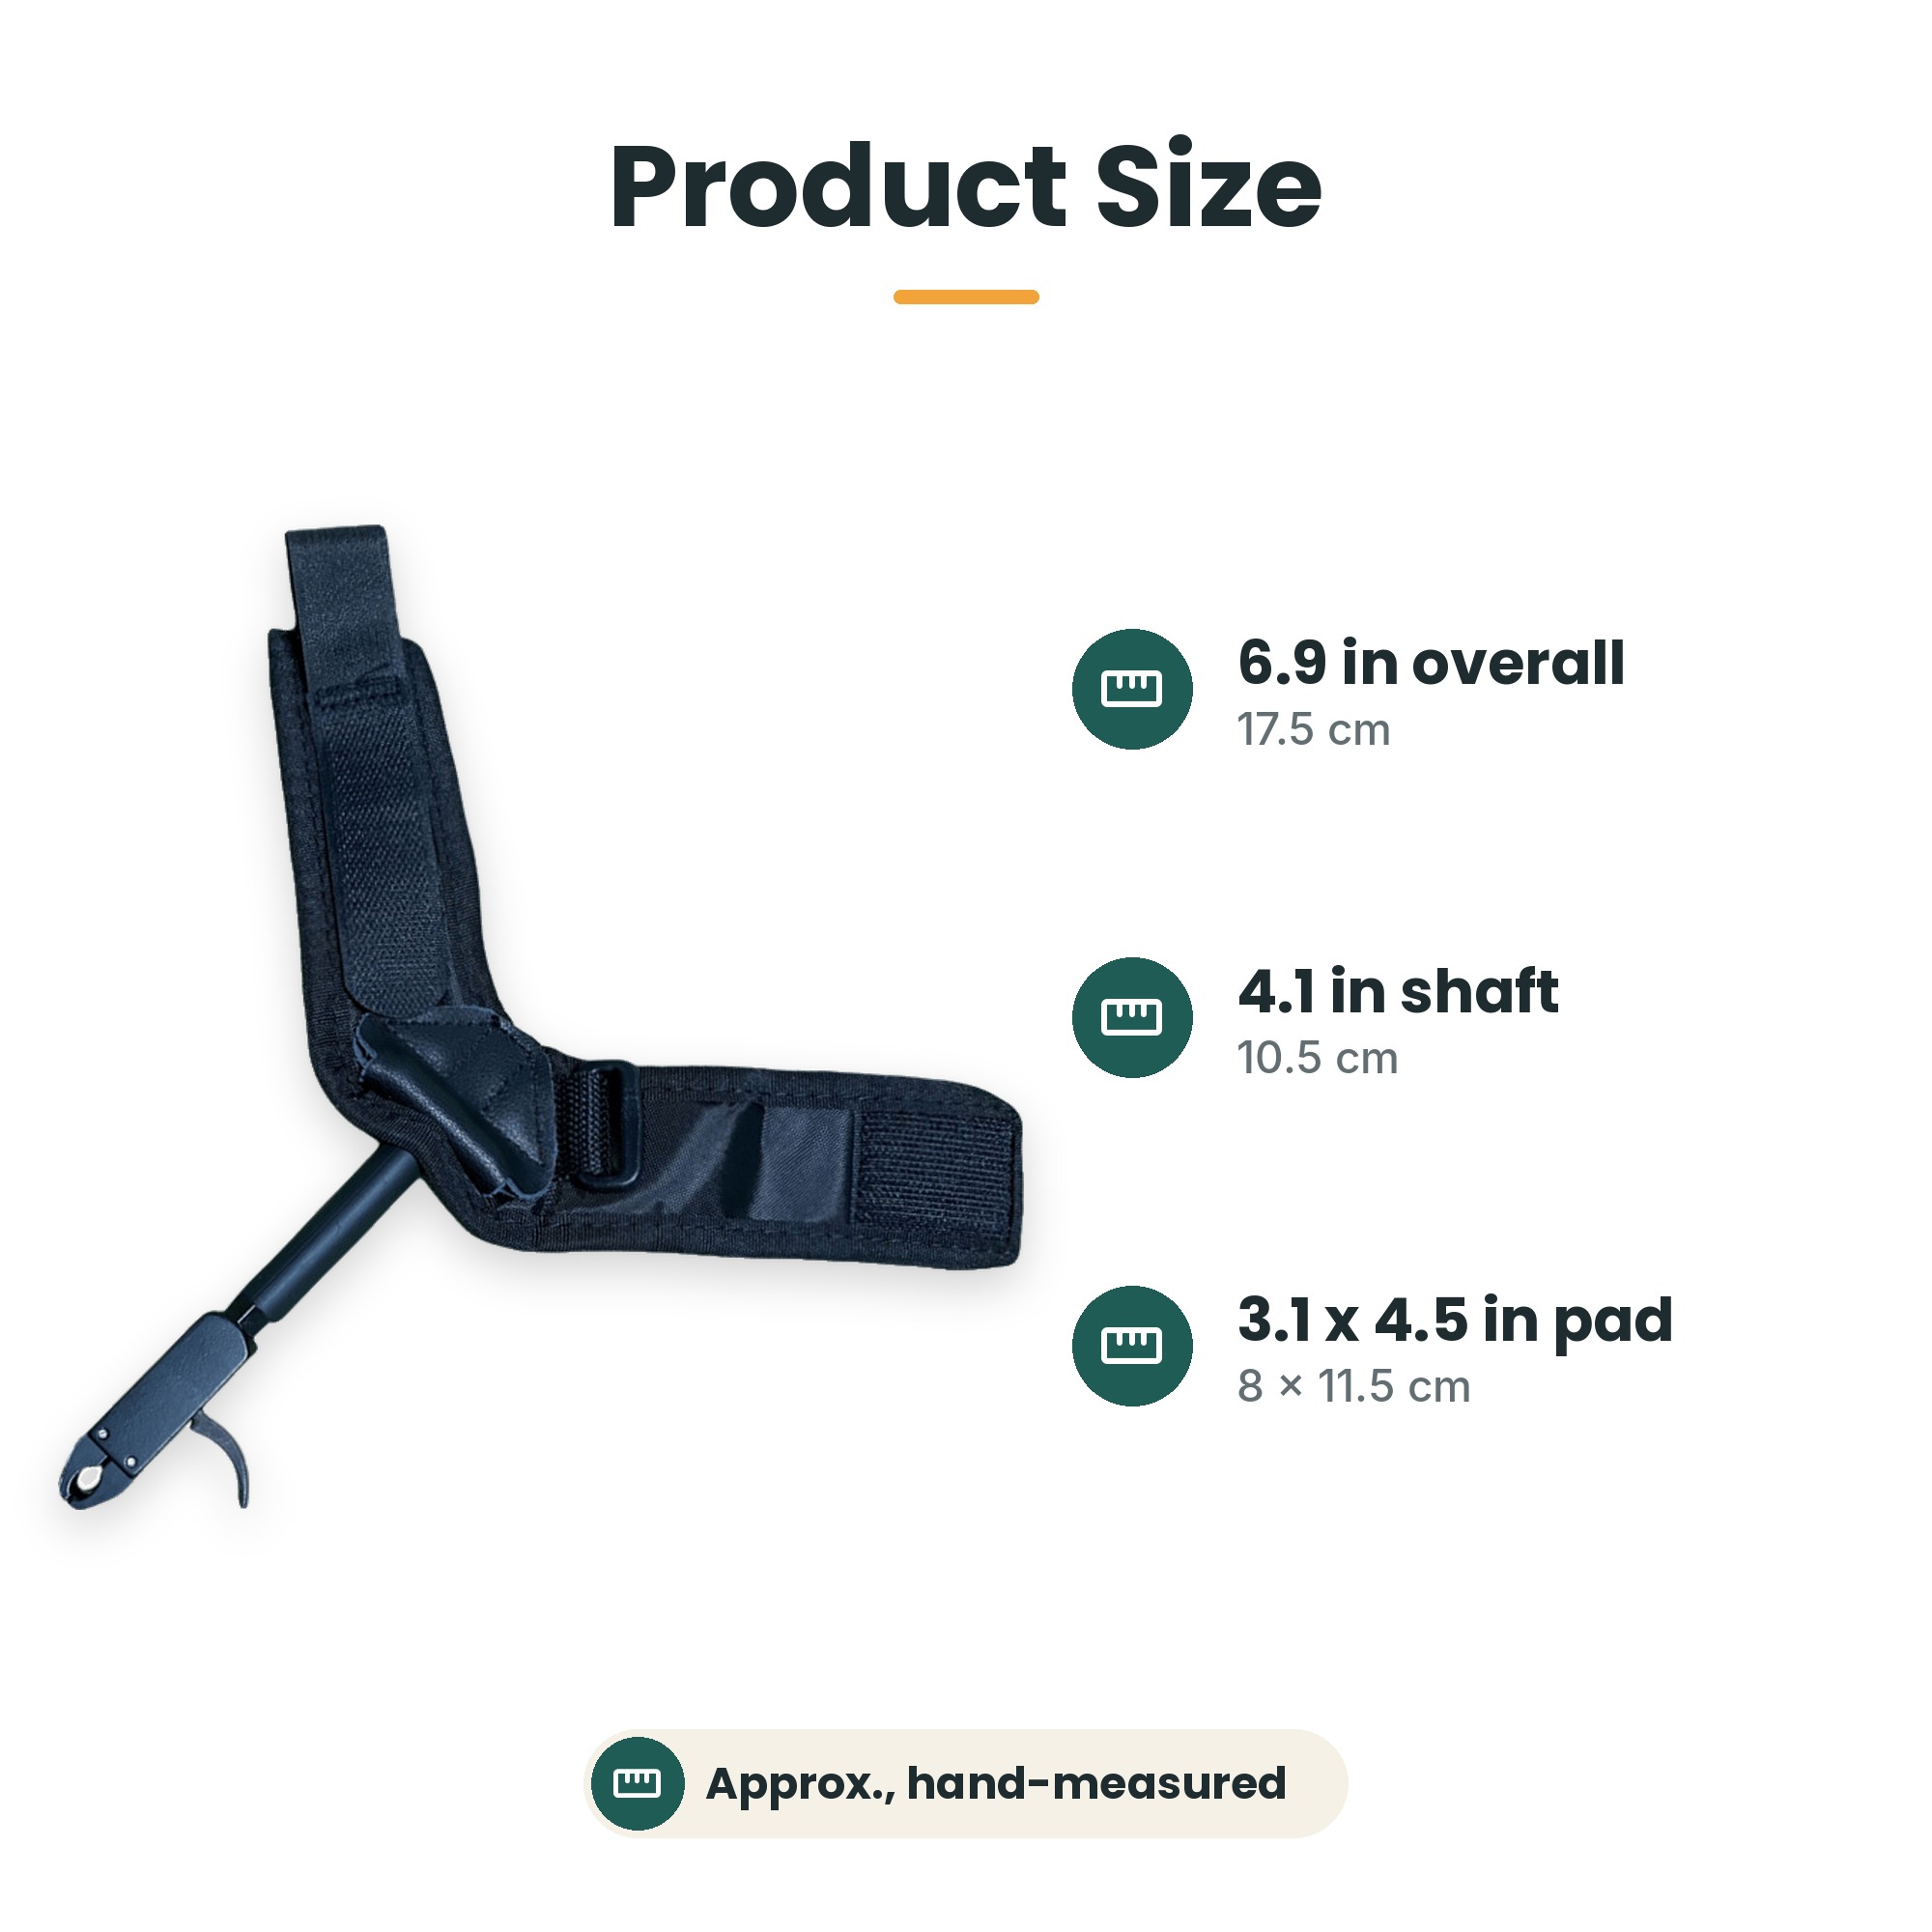 Product Size
6.9 in overall
17.5 cm
4.1 in shaft
10.5 cm
3.1 x 4.5 in pad
8 × 11.5 cm
Approx., hand-measured